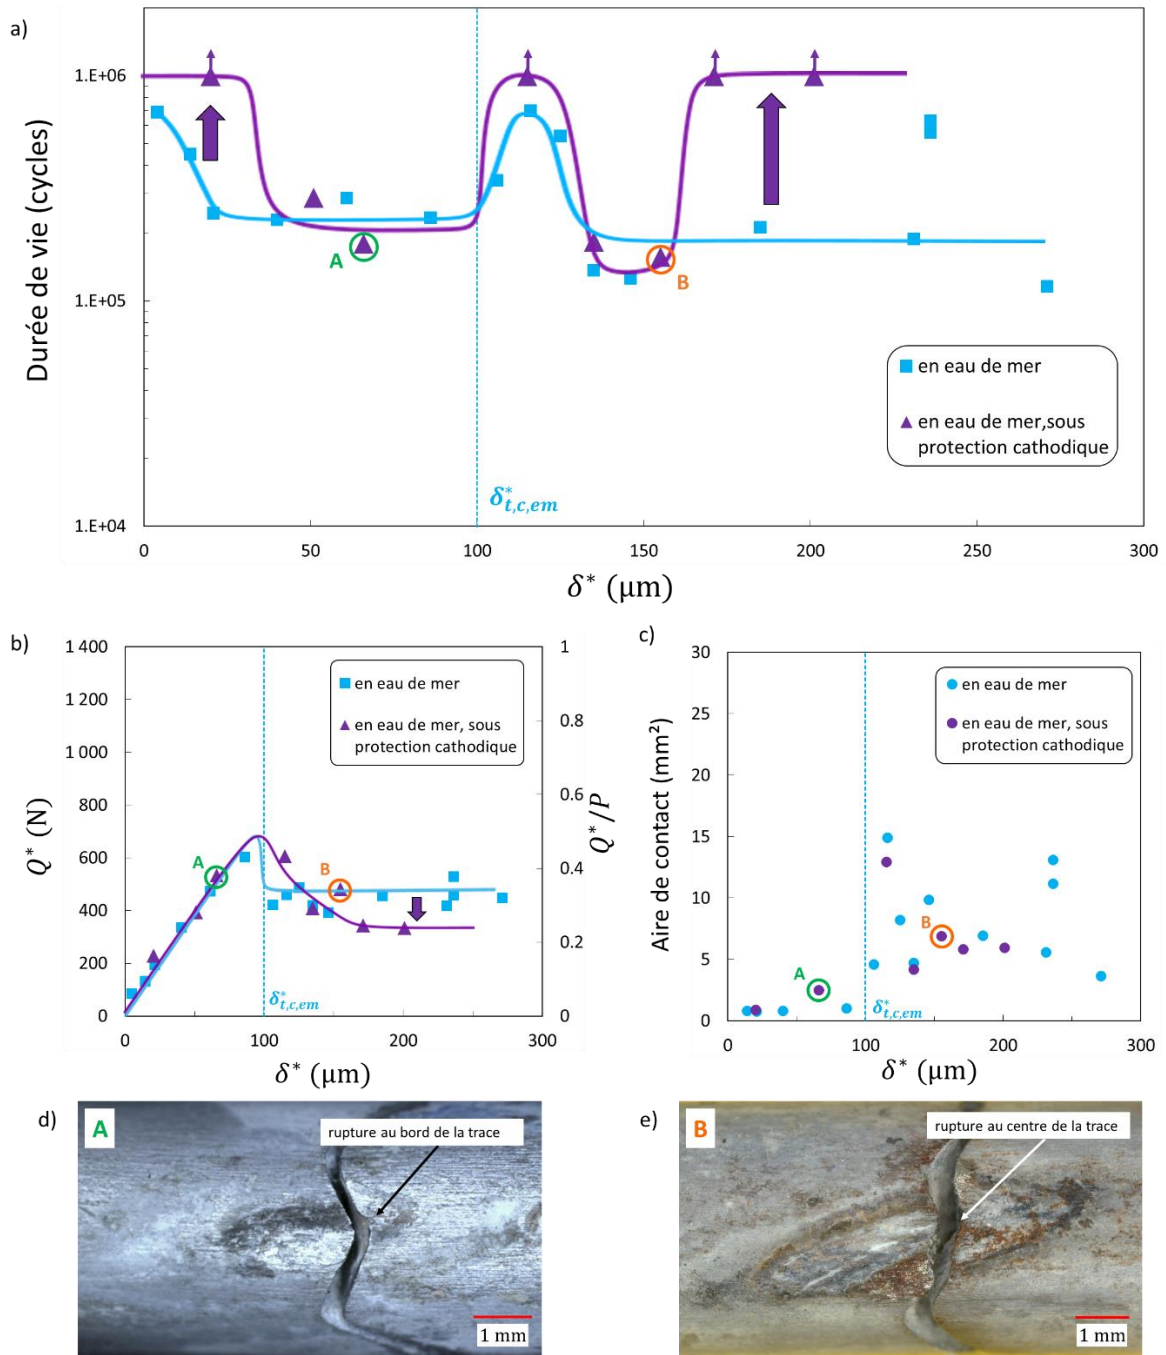 a)
Durée de vie (cycles)
1.E+06
1.E+05
1.E+04
A
B
en eau de mer
en eau de mer,sous
protection cathodique
δ*t,c,em
0 50 100 150 200 250 300
δ* (μm)
b)
Q* (N)
1 400
1 200
1 000
800
600
400
200
0
1
0.8
0.6
0.4
0.2
0
Q*/P
en eau de mer
en eau de mer, sous
protection cathodique
A
B
δ*t,c,em
0 100 200 300
δ* (μm)
c)
Aire de contact (mm²)
30
25
20
15
10
5
0
en eau de mer
en eau de mer, sous
protection cathodique
A
B
δ*t,c,em
0 100 200 300
δ* (μm)
d)
A
rupture au bord de la trace
1 mm
e)
B
rupture au centre de la trace
1 mm